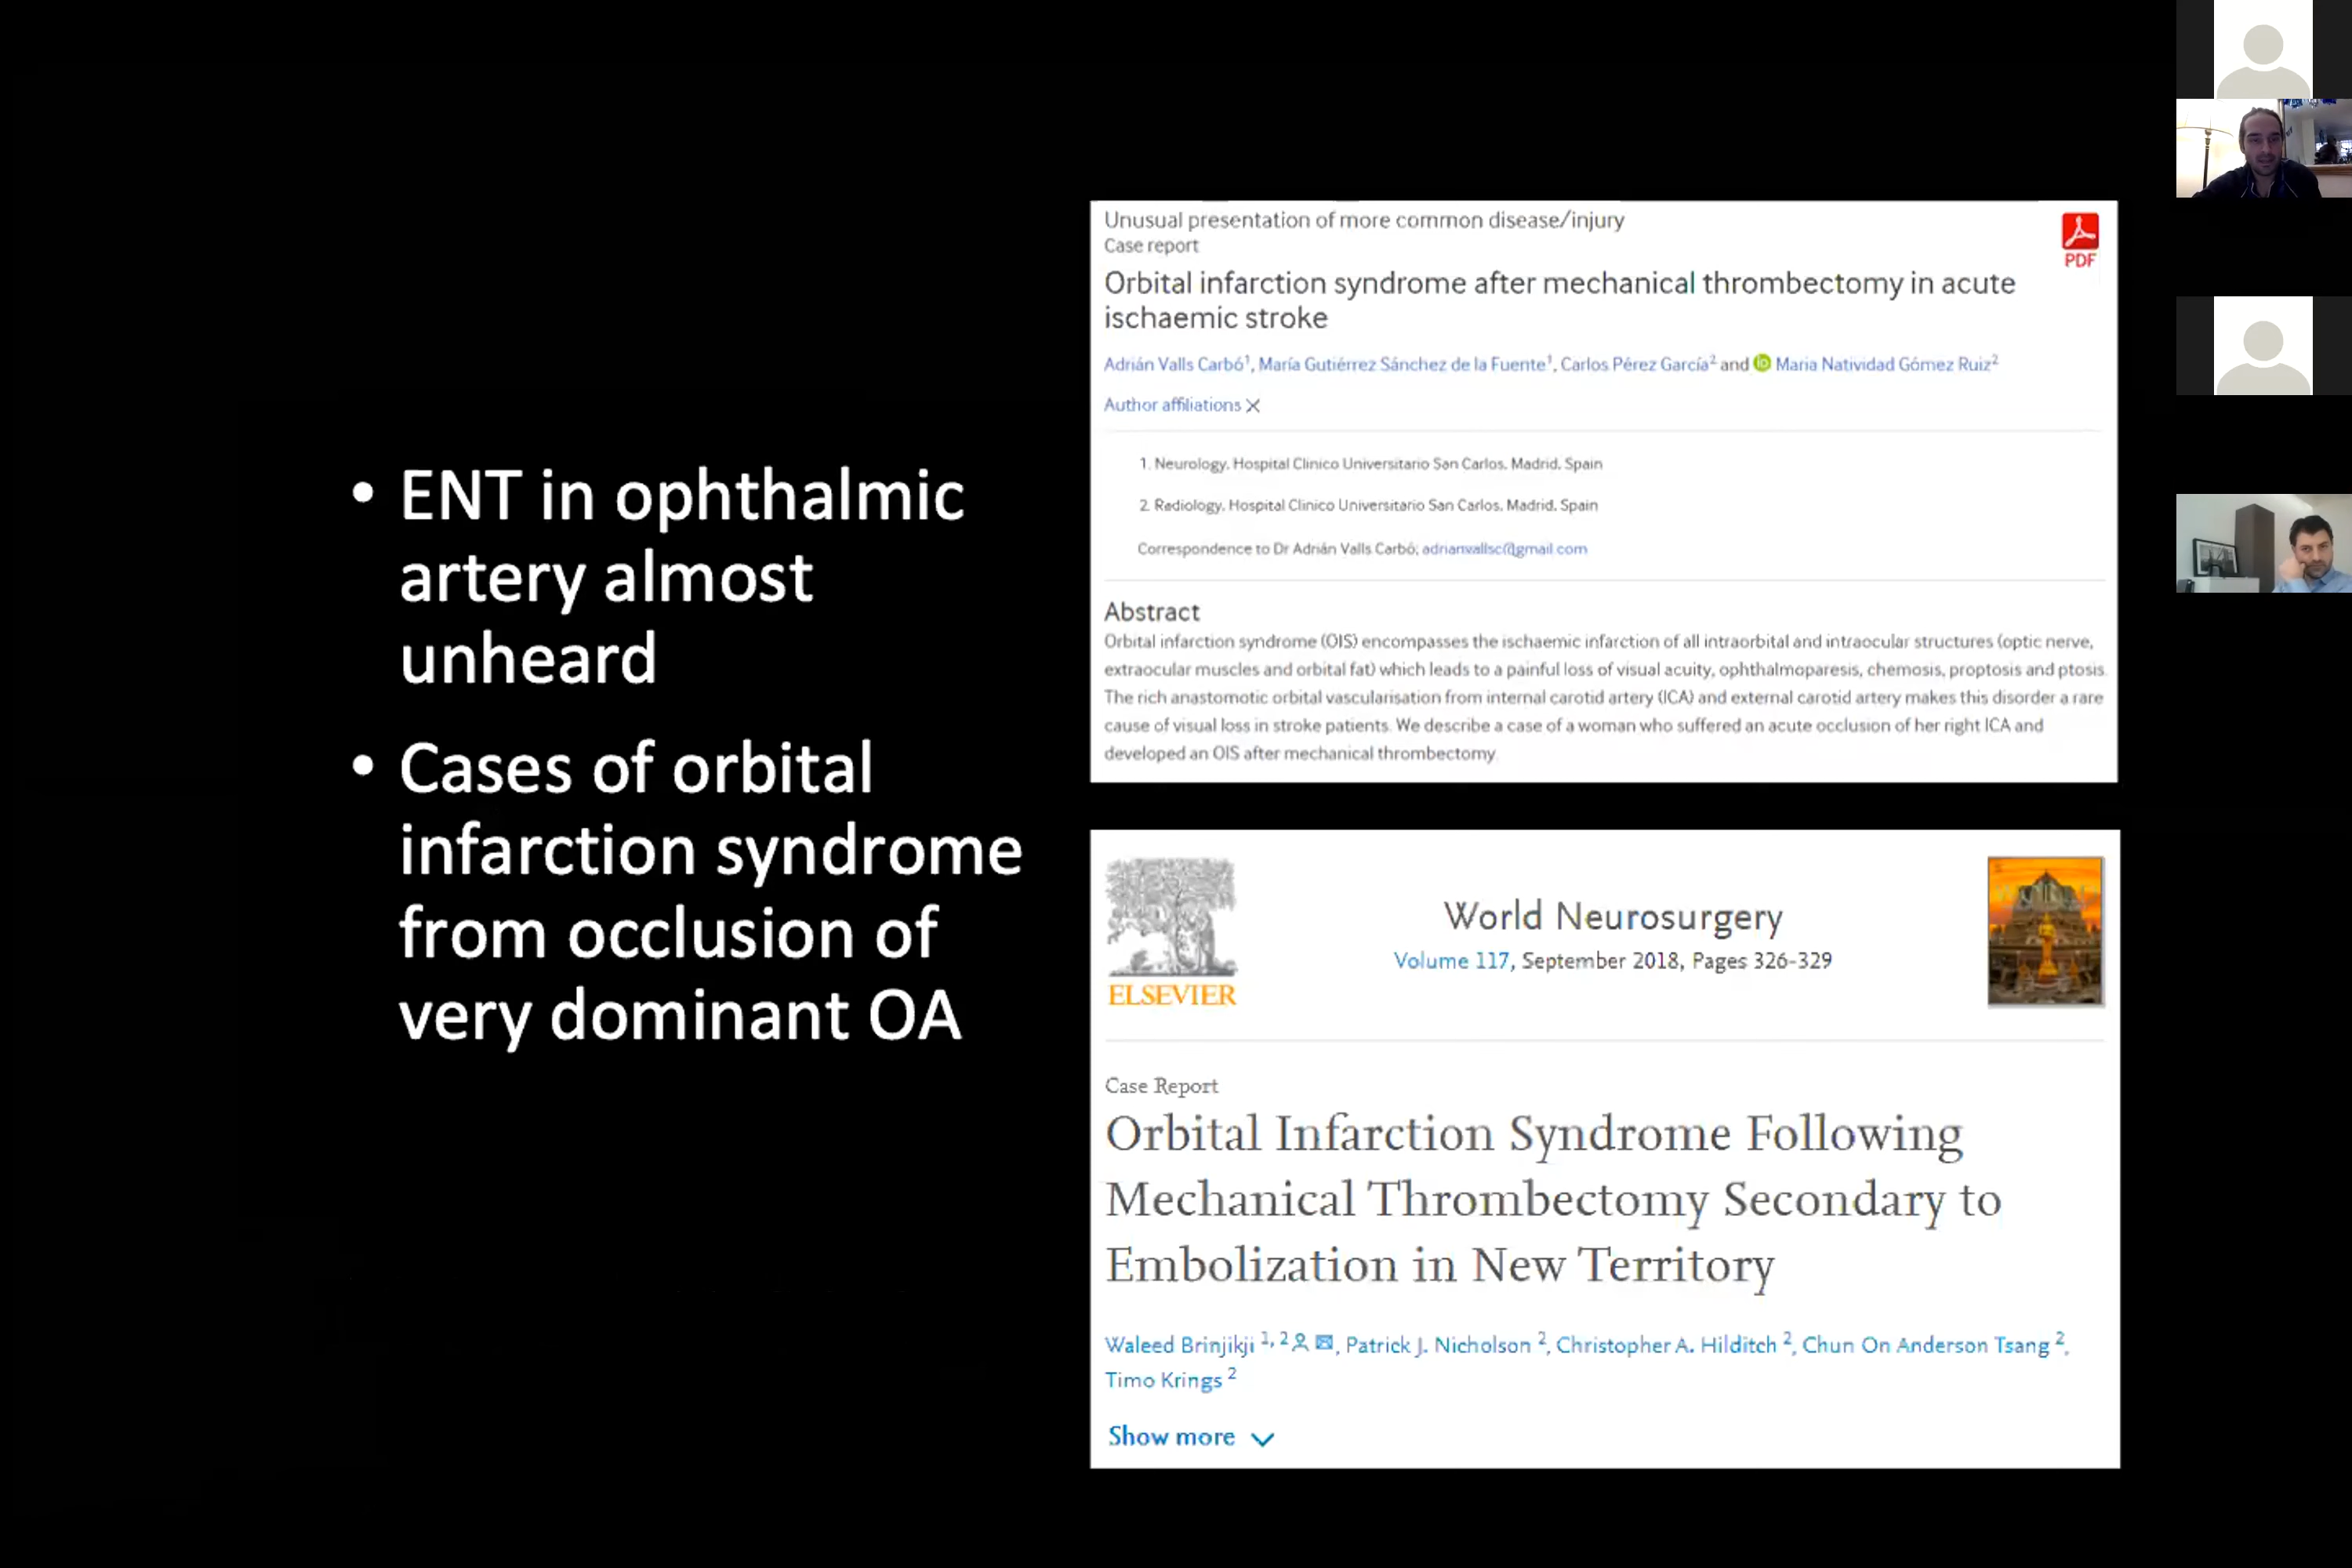 • ENT in ophthalmic
artery almost
unheard
• Cases of orbital
infarction syndrome
from occlusion of
very dominant OA
Unusual presentation of more common disease/injury
Case report
PDF
Orbital infarction syndrome after mechanical thrombectomy in acute
ischaemic stroke
Adrián Valls Carbó1, María Gutiérrez Sánchez de la Fuente1, Carlos Pérez García2 and iD Maria Natividad Gómez Ruiz2
Author affiliations
1. Neurology, Hospital Clinico Universitario San Carlos, Madrid, Spain
2. Radiology, Hospital Clinico Universitario San Carlos, Madrid, Spain
Correspondence to Dr Adrián Valls Carbó; adrianvallsc@gmail.com
Abstract
Orbital infarction syndrome (OIS) encompasses the ischaemic infarction of all intraorbital and intraocular structures (optic nerve,
extraocular muscles and orbital fat) which leads to a painful loss of visual acuity, ophthalmoparesis, chemosis, proptosis and ptosis.
The rich anastomotic orbital vascularisation from internal carotid artery (ICA) and external carotid artery makes this disorder a rare
cause of visual loss in stroke patients. We describe a case of a woman who suffered an acute occlusion of her right ICA and
developed an OIS after mechanical thrombectomy.
ELSEVIER
World Neurosurgery
Volume 117, September 2018, Pages 326-329
Case Report
Orbital Infarction Syndrome Following
Mechanical Thrombectomy Secondary to
Embolization in New Territory
Waleed Brinjikji 1, 2, Patrick J. Nicholson 2, Christopher A. Hilditch 2, Chun On Anderson Tsang 2,
Timo Krings 2
Show more